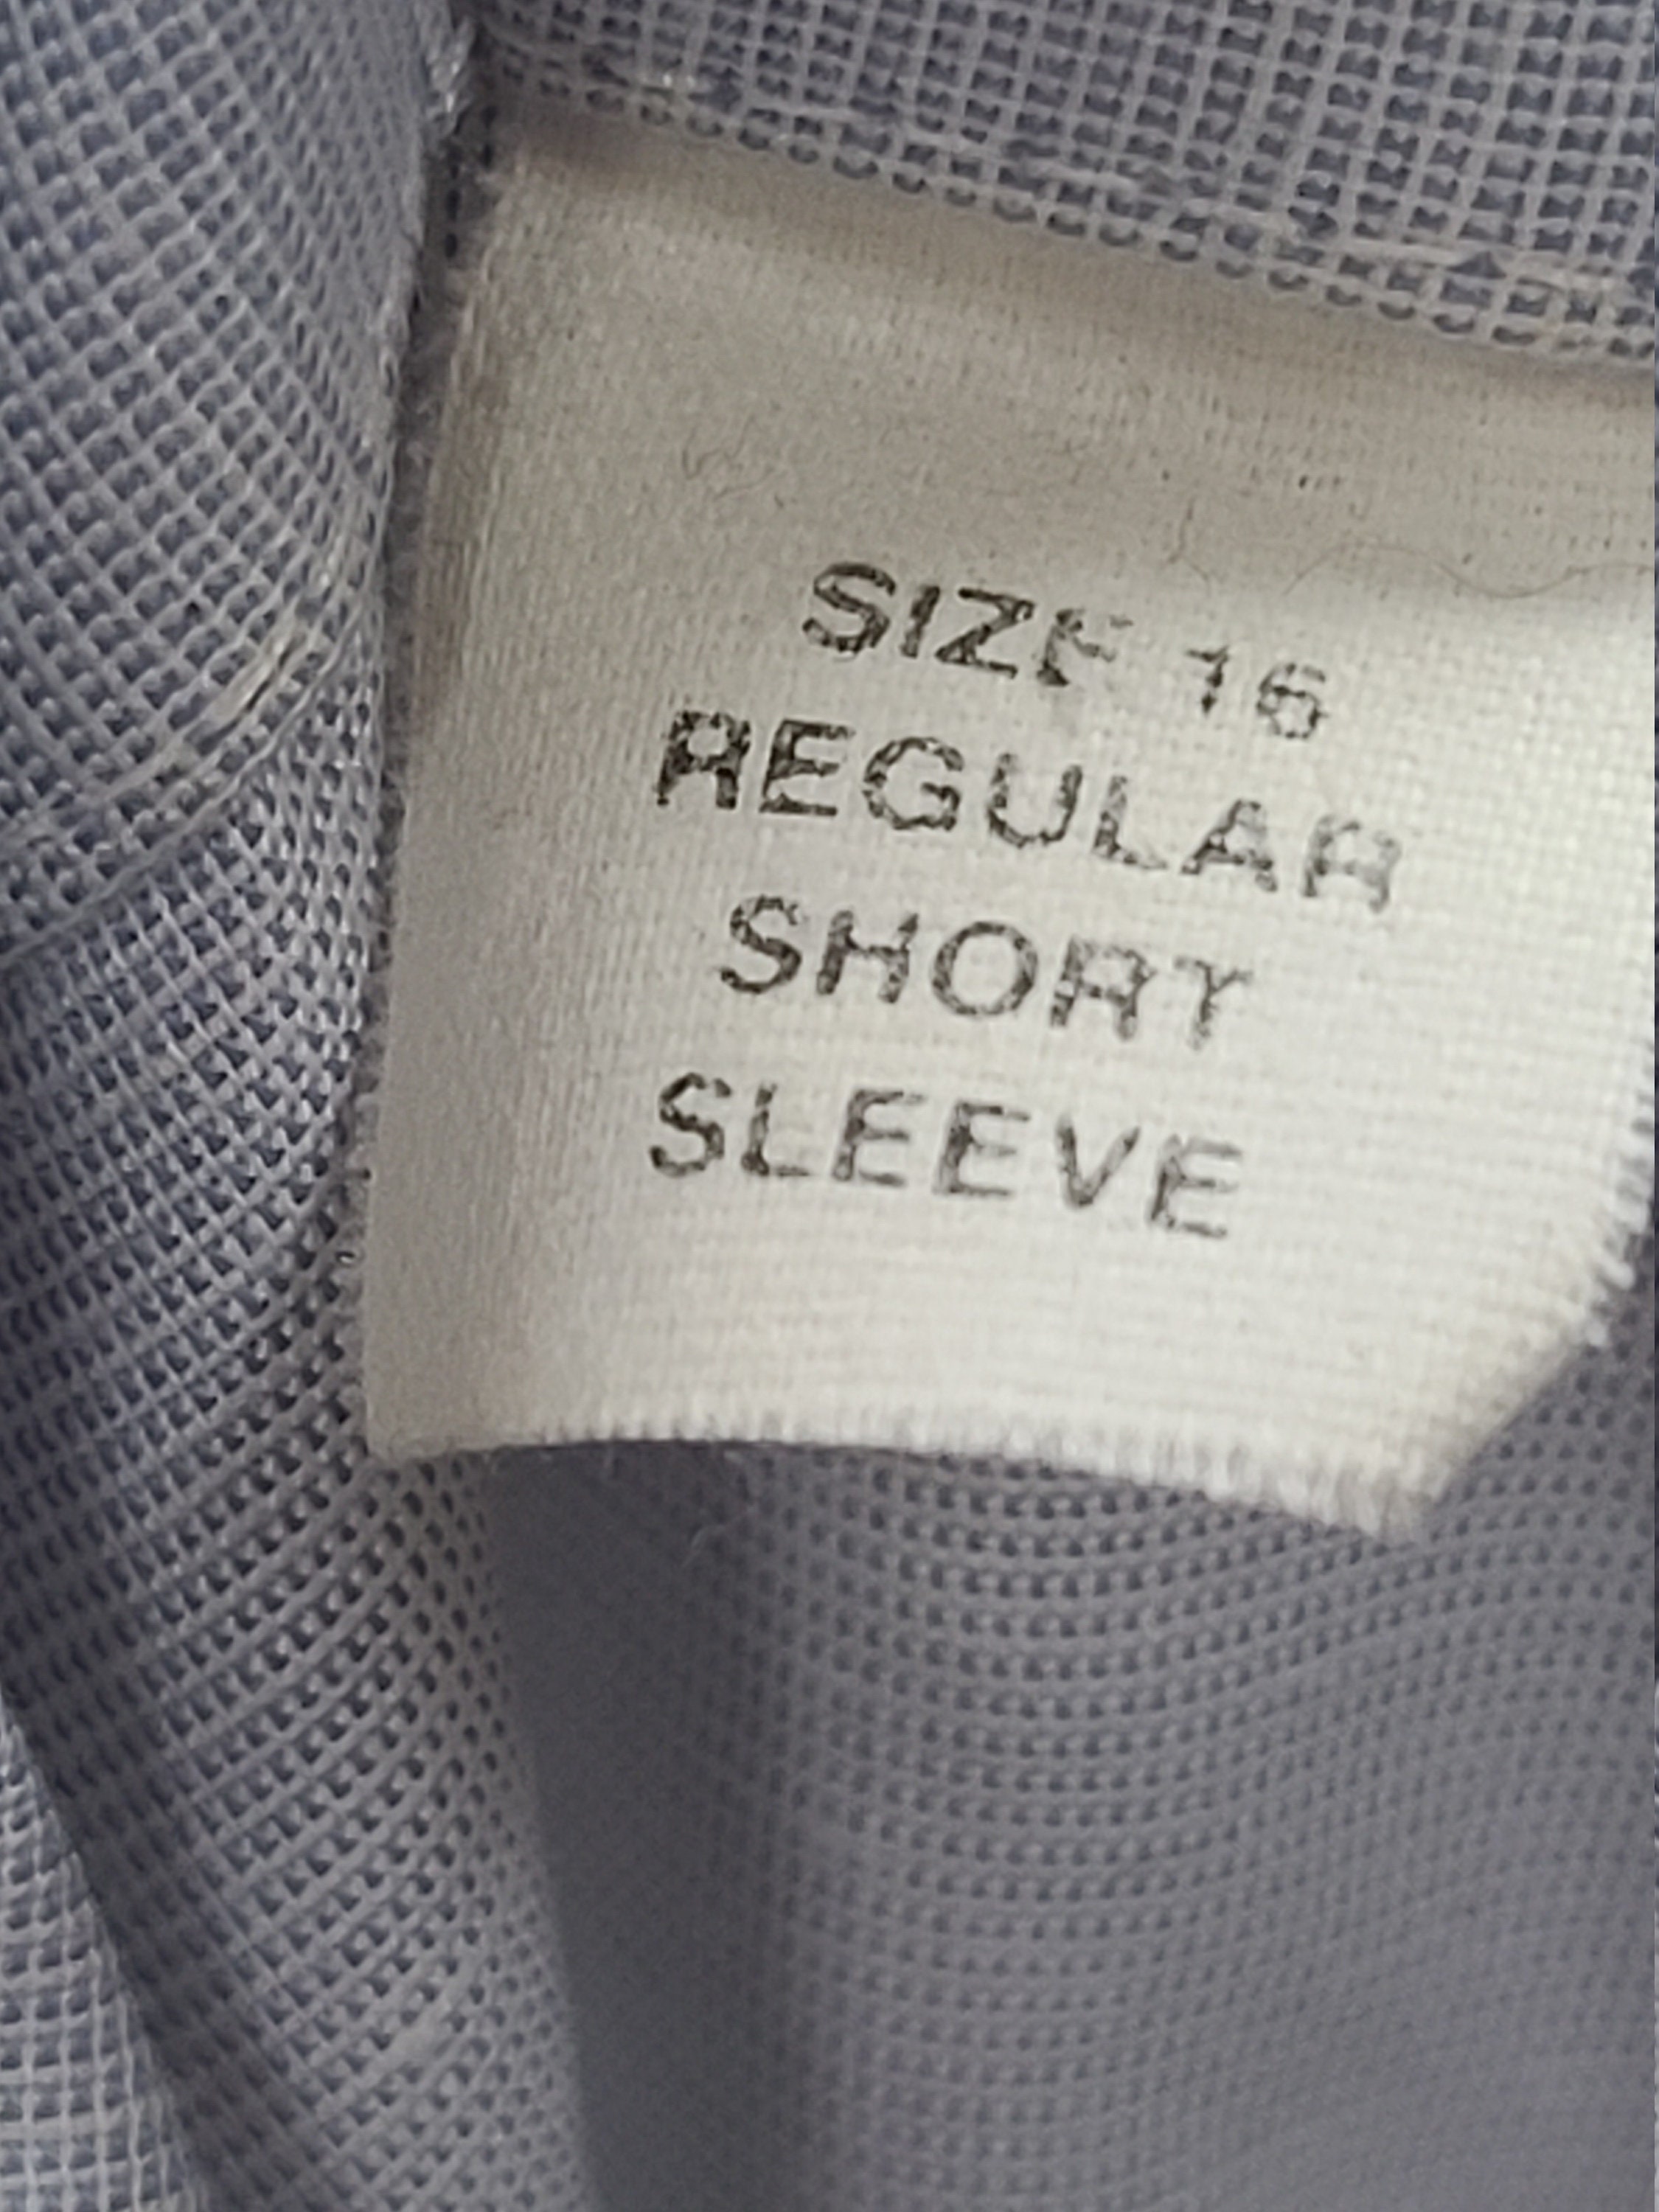 SIZE 16
REGULAR
SHORT
SLEEVE